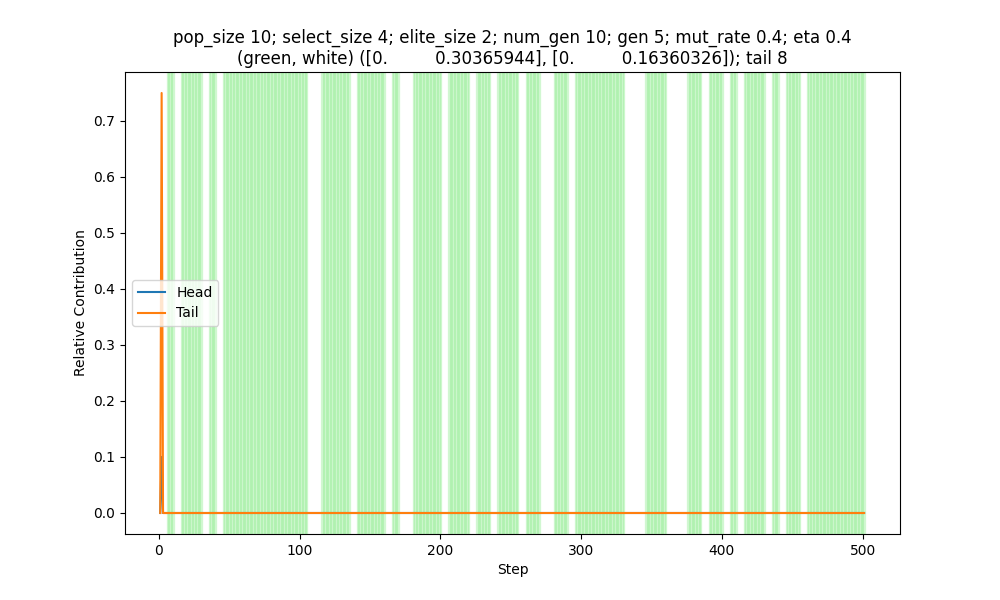 pop_size 10; select_size 4; elite_size 2; num_gen 10; gen 5; mut_rate 0.4; eta 0.4
(green, white) ([0.         0.30365944], [0.         0.16360326]); tail 8
0.7
0.6
0.5
0.4
0.3
0.2
0.1
0.0
Relative Contribution
Head
Tail
0
100
200
300
400
500
Step